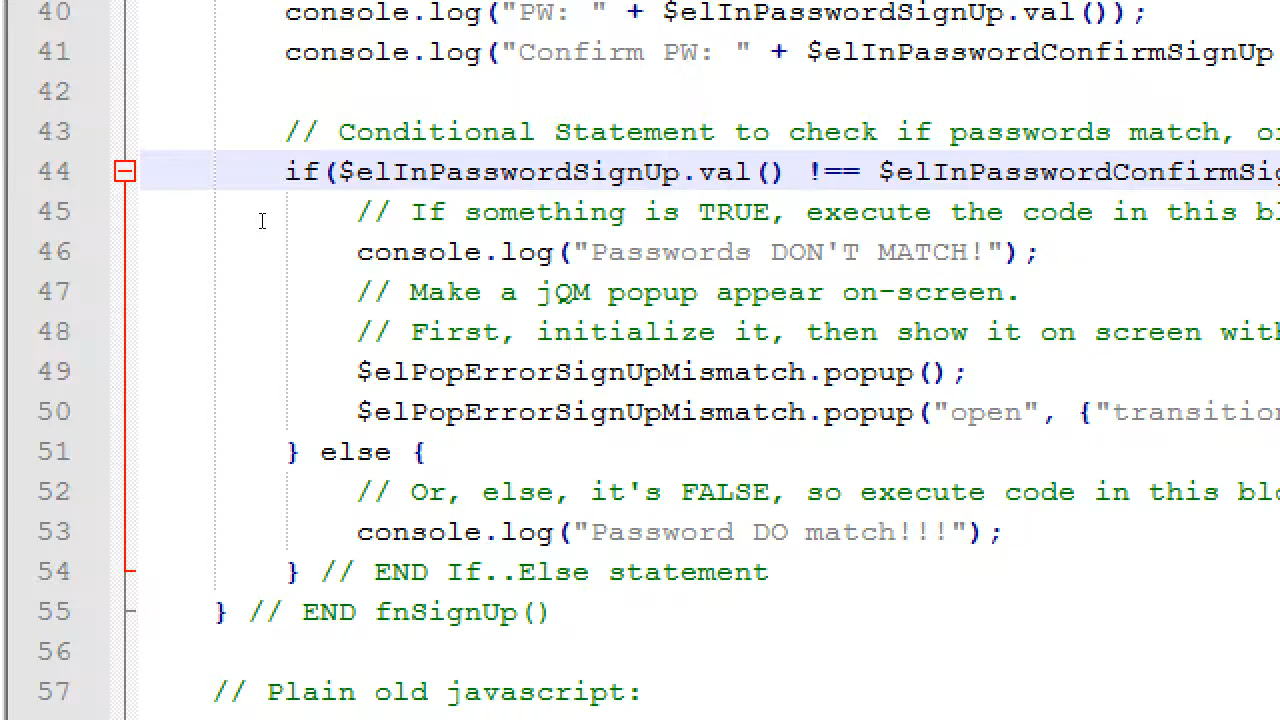 40 console.log("PW: " + $elInPasswordSignUp.val());
41 console.log("Confirm PW: " + $elInPasswordConfirmSignUp
42
43 // Conditional Statement to check if passwords match, or
44 if($elInPasswordSignUp.val() !== $elInPasswordConfirmSig
45 // If something is TRUE, execute the code in this bl
46 console.log("Passwords DON'T MATCH!");
47 // Make a jQM popup appear on-screen.
48 // First, initialize it, then show it on screen with
49 $elPopErrorSignUpMismatch.popup();
50 $elPopErrorSignUpMismatch.popup("open", {"transition
51 } else {
52 // Or, else, it's FALSE, so execute code in this blo
53 console.log("Password DO match!!!");
54 } // END If..Else statement
55 } // END fnSignUp()
56
57 // Plain old javascript: